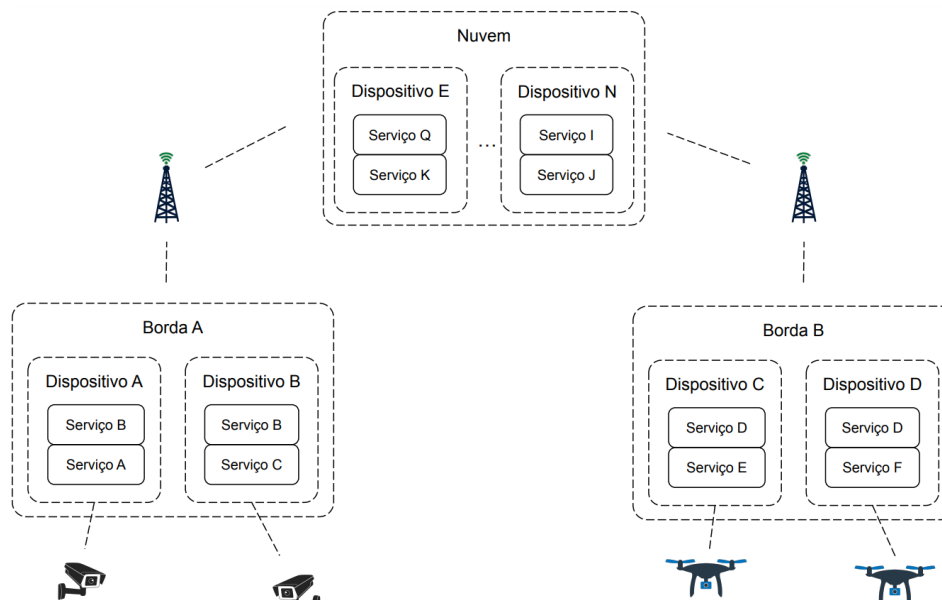 Nuvem
Dispositivo E
Serviço Q
Serviço K
...
Dispositivo N
Serviço I
Serviço J
Borda A
Dispositivo A
Serviço B
Serviço A
Dispositivo B
Serviço B
Serviço C
Borda B
Dispositivo C
Serviço D
Serviço E
Dispositivo D
Serviço D
Serviço F